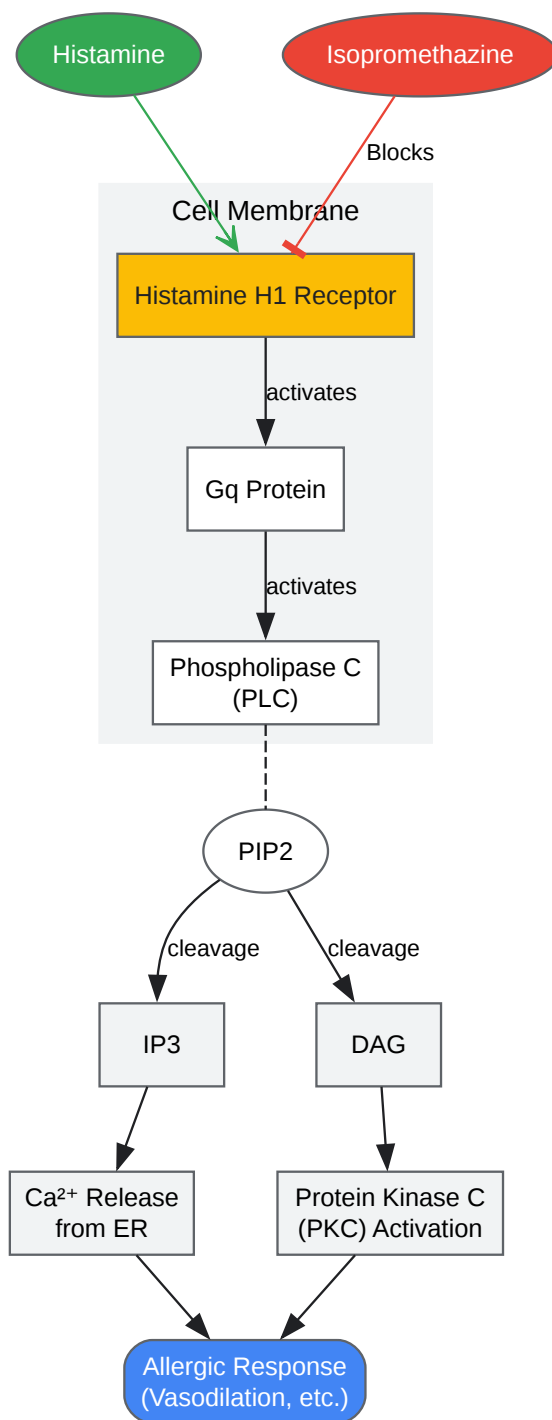 Histamine
Isopromethazine
Blocks
Cell Membrane
Histamine H1 Receptor
activates
Gq Protein
activates
Phospholipase C
(PLC)
PIP2
cleavage
cleavage
IP3
DAG
Ca²⁺ Release
from ER
Protein Kinase C
(PKC) Activation
Allergic Response
(Vasodilation, etc.)